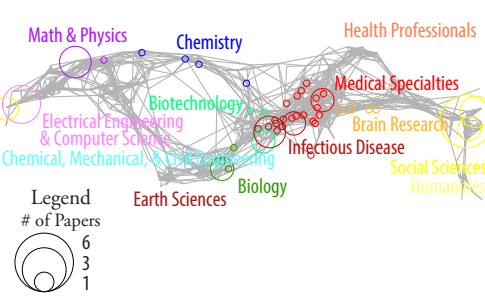 Health Professionals
Math & Physics
Chemistry
Medical Specialties
Biotechnology
Electrical Engineering
& Computer Science
Brain Research
Infectious Disease
Chemical, Mechanical, & Civil Engineering
Social Sciences
Humanities
Biology
Earth Sciences
Legend
# of Papers
6
3
1